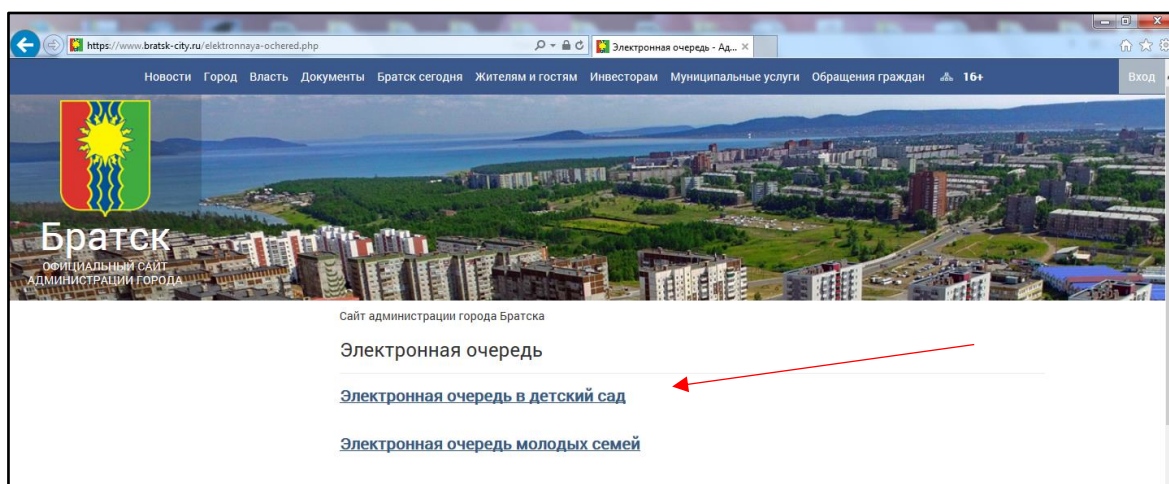 https://www.bratsk-city.ru/elektronnaya-ochered.php
Электронная очередь - Ад...
Новости Город Власть Документы Братск сегодня Жителям и гостям Инвесторам Муниципальные услуги Обращения граждан 16+ Вход
Братск
ОФИЦИАЛЬНЫЙ САЙТ
АДМИНИСТРАЦИИ ГОРОДА
Сайт администрации города Братска
Электронная очередь
Электронная очередь в детский сад
Электронная очередь молодых семей